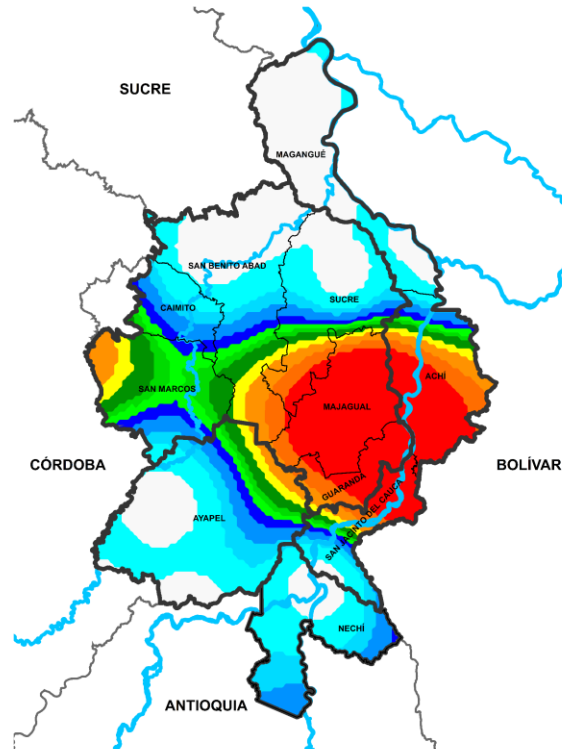 SUCRE
MAGANGUÉ
SAN BENITO ABAD
SUCRE
CAIMITO
ACHÍ
SAN MARCOS
MAJAGUAL
CÓRDOBA
BOLÍVAR
GUARANDA
SAN JACINTO DEL CAUCA
AYAPEL
NECHÍ
ANTIOQUIA